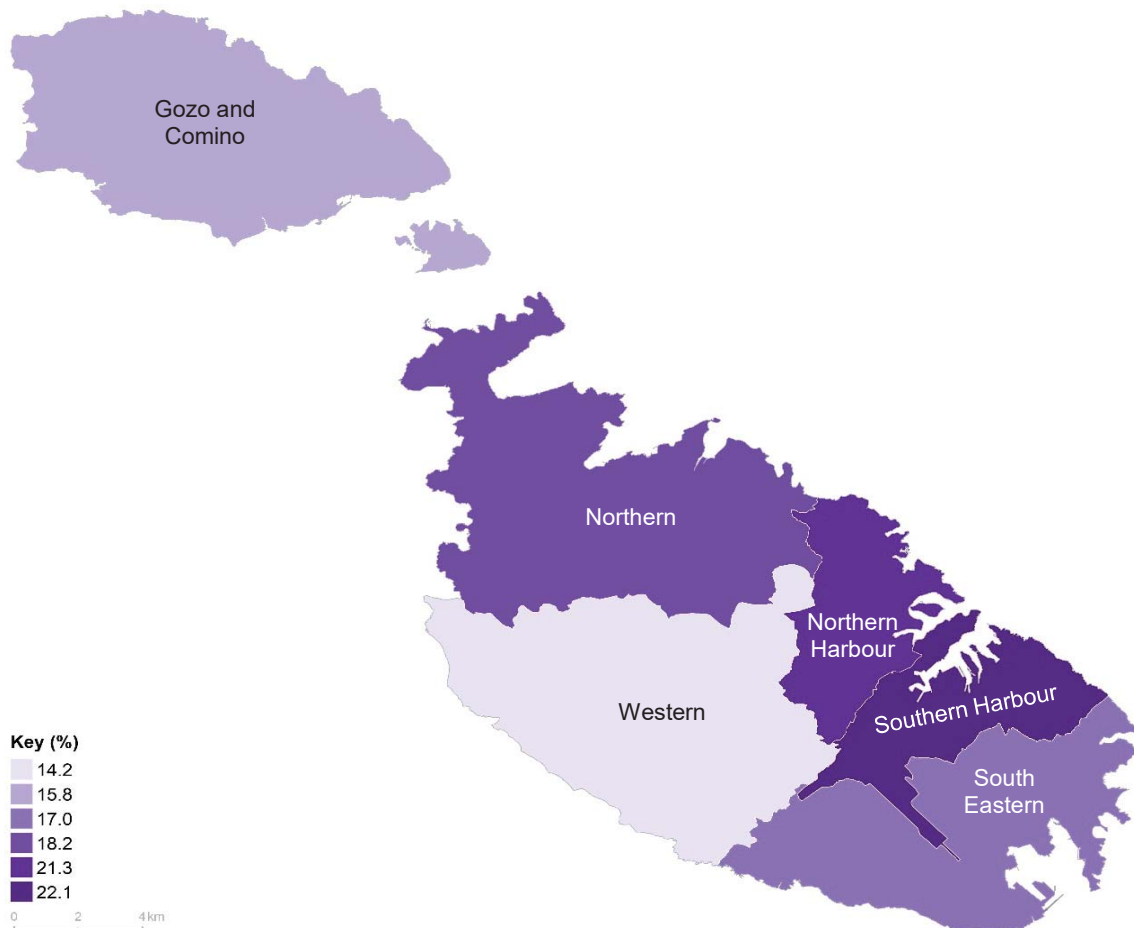 Gozo and
Comino
Northern
Northern
Harbour
Western
Southern Harbour
South
Eastern
Key (%)
14.2
15.8
17.0
18.2
21.3
22.1
0 2 4 km